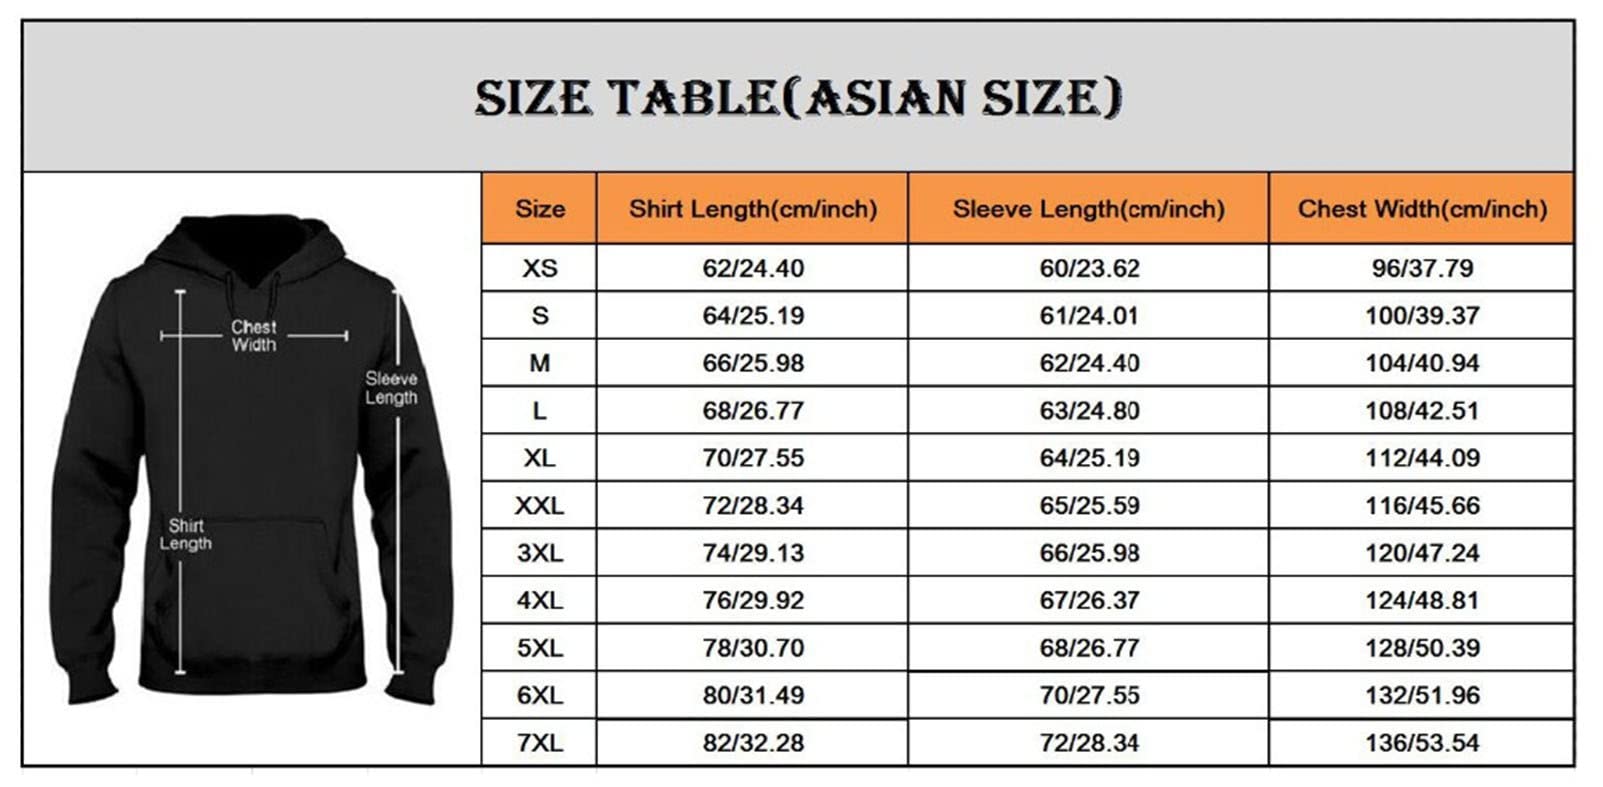 SIZE TABLE(ASIAN SIZE)
Chest
Width
Sleeve
Length
Shirt
Length
Size Shirt Length(cm/inch) Sleeve Length(cm/inch) Chest Width(cm/inch)
XS 62/24.40 60/23.62 96/37.79
S 64/25.19 61/24.01 100/39.37
M 66/25.98 62/24.40 104/40.94
L 68/26.77 63/24.80 108/42.51
XL 70/27.55 64/25.19 112/44.09
XXL 72/28.34 65/25.59 116/45.66
3XL 74/29.13 66/25.98 120/47.24
4XL 76/29.92 67/26.37 124/48.81
5XL 78/30.70 68/26.77 128/50.39
6XL 80/31.49 70/27.55 132/51.96
7XL 82/32.28 72/28.34 136/53.54